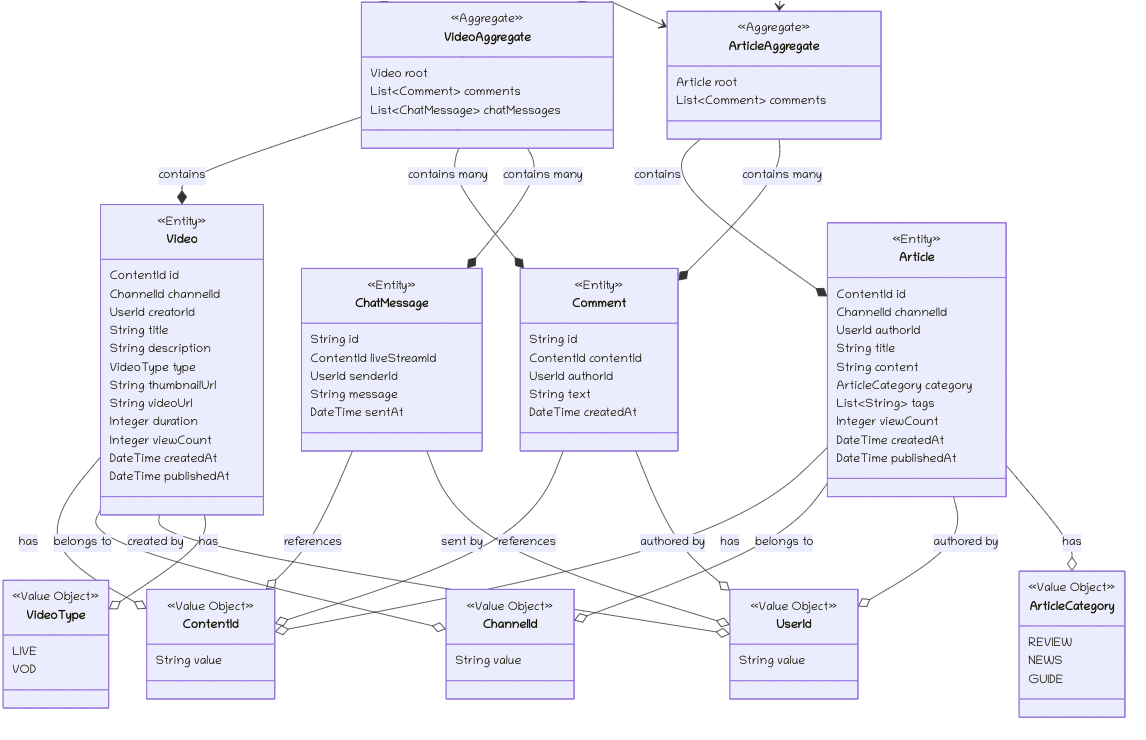 «Aggregate»
VideoAggregate
Video root
List<Comment> comments
List<ChatMessage> chatMessages
«Aggregate»
ArticleAggregate
Article root
List<Comment> comments
contains
contains many
contains many
contains
contains many
«Entity»
Video
ContentId id
ChannelId channelId
UserId creatorId
String title
String description
VideoType type
String thumbnailUrl
String videoUrl
Integer duration
Integer viewCount
DateTime createdAt
DateTime publishedAt
«Entity»
ChatMessage
String id
ContentId liveStreamId
UserId senderId
String message
DateTime sentAt
«Entity»
Comment
String id
ContentId contentId
UserId authorId
String text
DateTime createdAt
«Entity»
Article
ContentId id
ChannelId channelId
UserId authorId
String title
String content
ArticleCategory category
List<String> tags
Integer viewCount
DateTime createdAt
DateTime publishedAt
has
belongs to
created by
has
references
sent by
references
authored by
has
belongs to
authored by
has
«Value Object»
VideoType
LIVE
VOD
«Value Object»
ContentId
String value
«Value Object»
ChannelId
String value
«Value Object»
UserId
String value
«Value Object»
ArticleCategory
REVIEW
NEWS
GUIDE